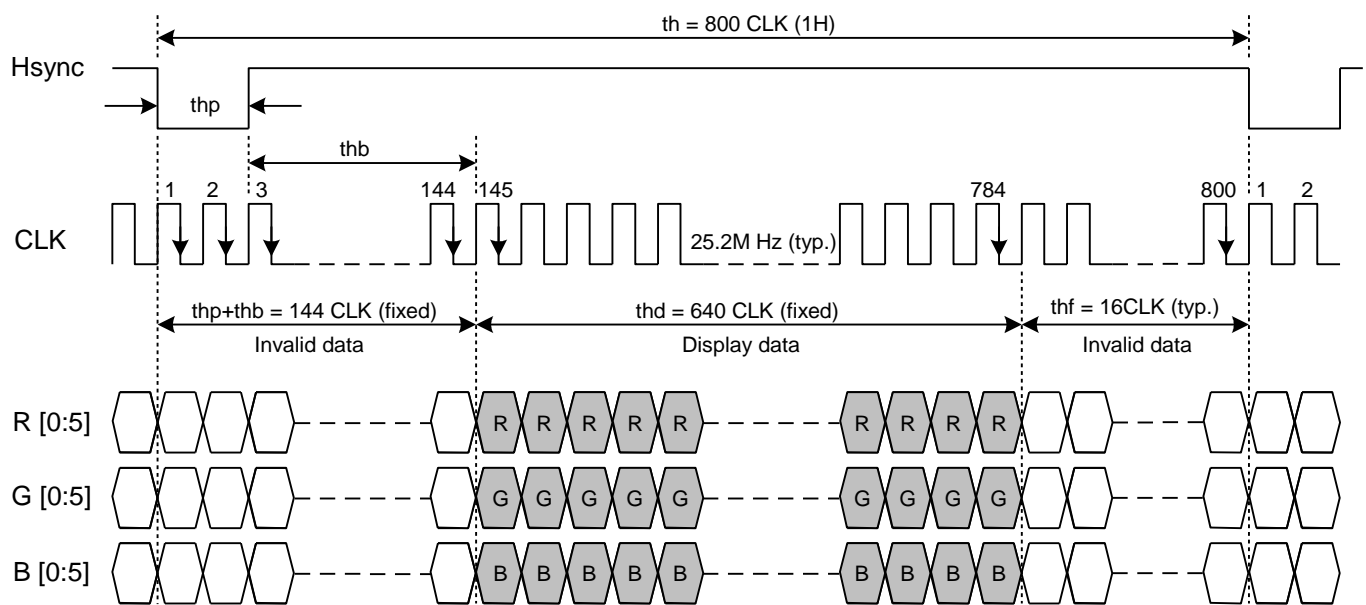 th = 800 CLK (1H)
Hsync
thp
thb
1 2 3 144 145 784 800 1 2
CLK
25.2M Hz (typ.)
thp+thb = 144 CLK (fixed) thd = 640 CLK (fixed) thf = 16CLK (typ.)
Invalid data Display data Invalid data
R [0:5] R R R R R R R R R
G [0:5] G G G G G G G G G
B [0:5] B B B B B B B B B